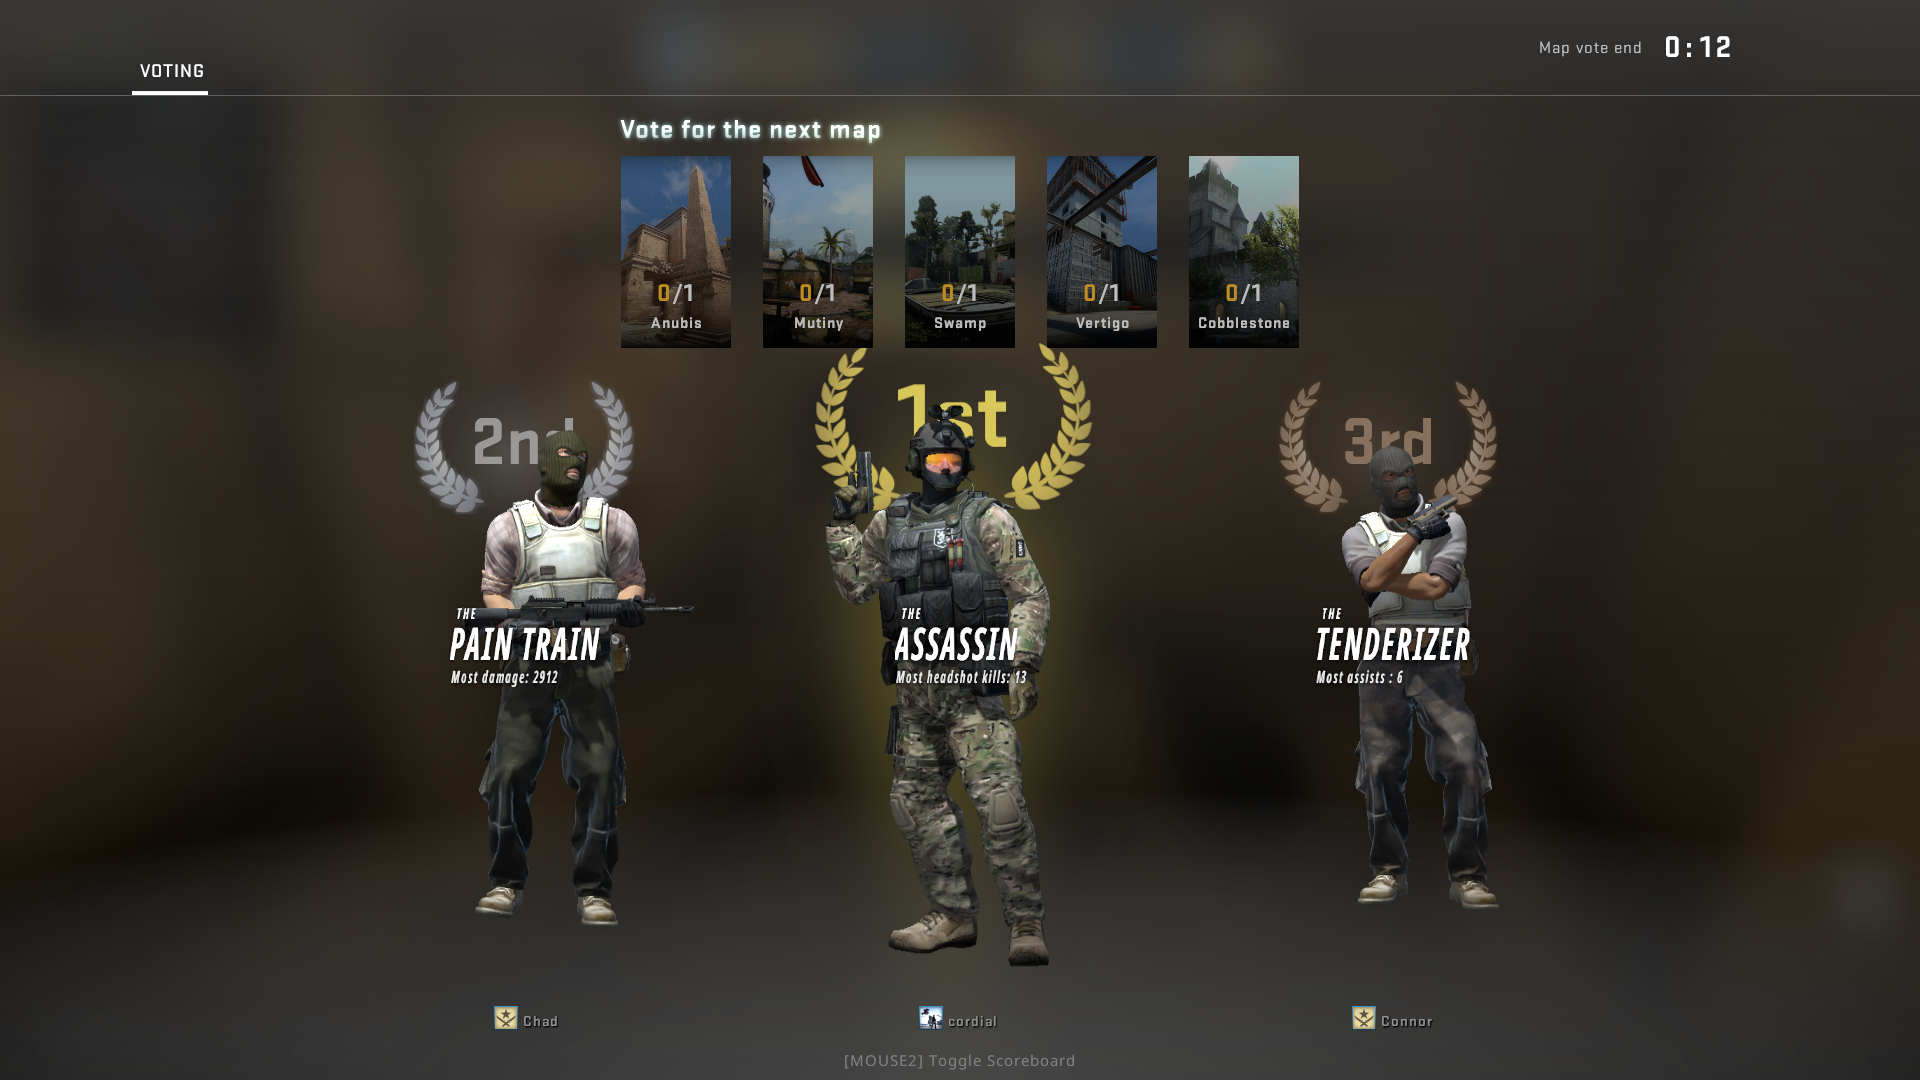 VOTING
Map vote end 0:12
Vote for the next map
0/1
Anubis
0/1
Mutiny
0/1
Swamp
0/1
Vertigo
0/1
Cobblestone
2nd
1st
3rd
THE
PAIN TRAIN
Most damage: 2912
THE
ASSASSIN
Most headshot kills: 13
THE
TENDERIZER
Most assists : 6
Chad
cordial
Connor
[MOUSE2] Toggle Scoreboard